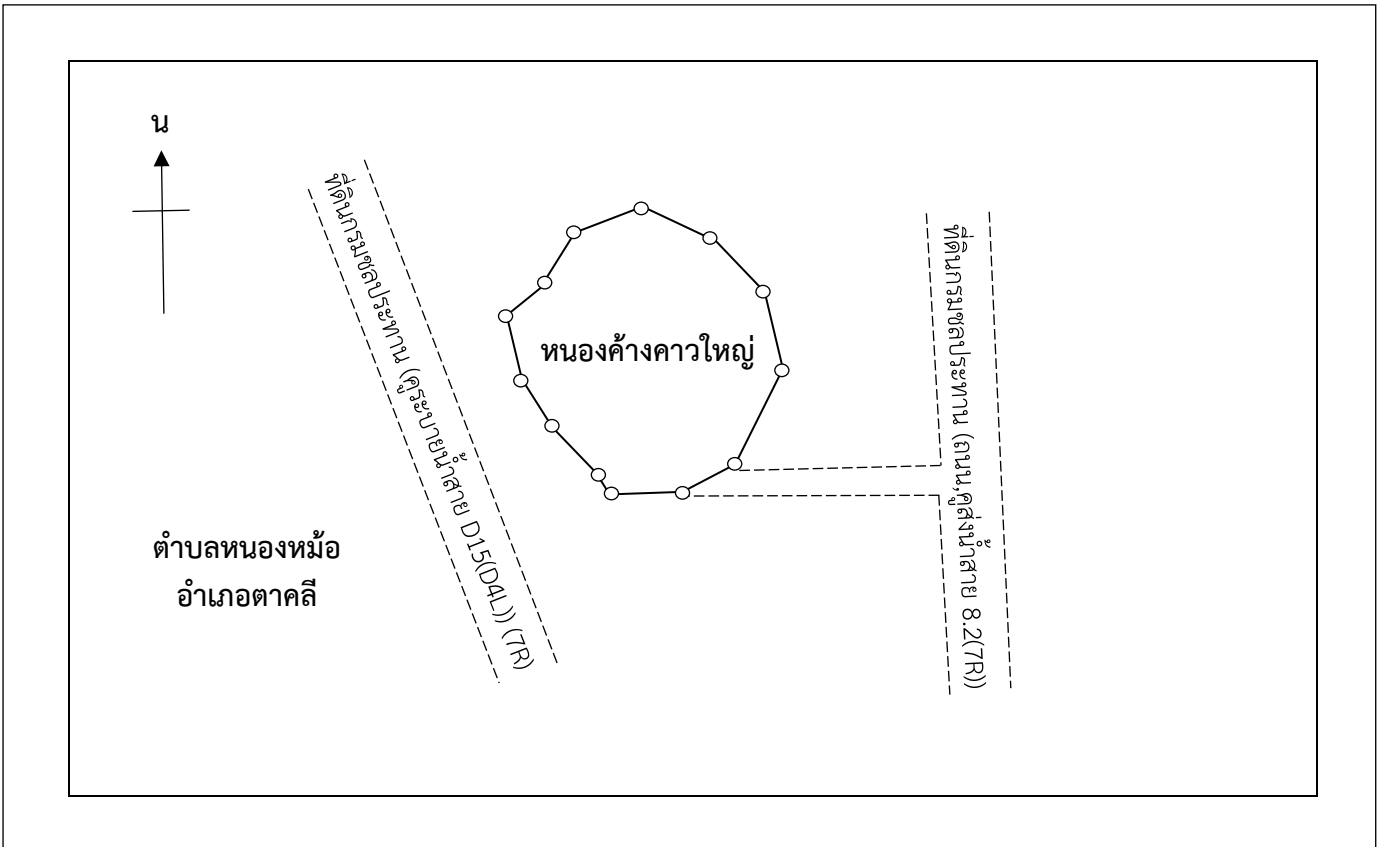 น
ที่ดินกรมชลประทาน (คูระบายน้ำสาย D15(D4L)) (7R)
หนองค้างคาวใหญ่
ที่ดินกรมชลประทาน (ถนน,คูส่งน้ำสาย 8.2(7R))
ตำบลหนองหม้อ
อำเภอตาคลี